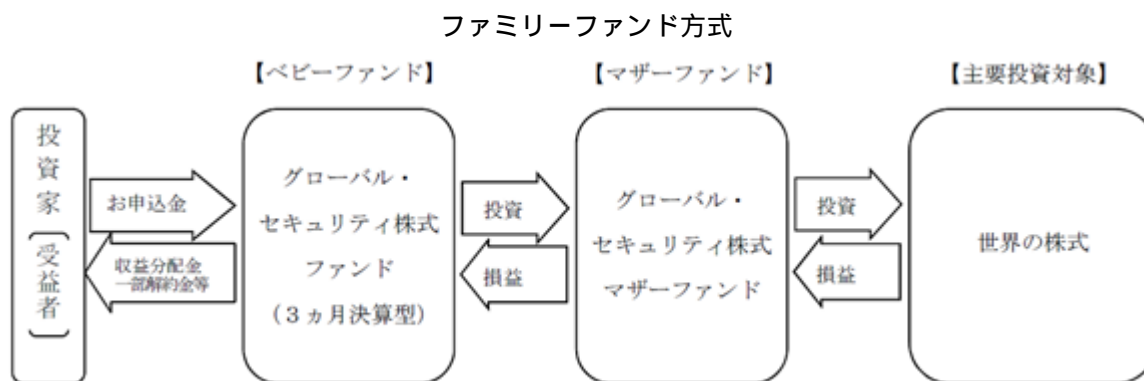 ファミリーファンド方式
【ベビーファンド】
【マザーファンド】
【主要投資対象】
投資家（受益者）
お申込金
収益分配金
一部解約金等
グローバル・
セキュリティ株式
ファンド
（３ヵ月決算型）
投資
損益
グローバル・
セキュリティ株式
マザーファンド
投資
損益
世界の株式